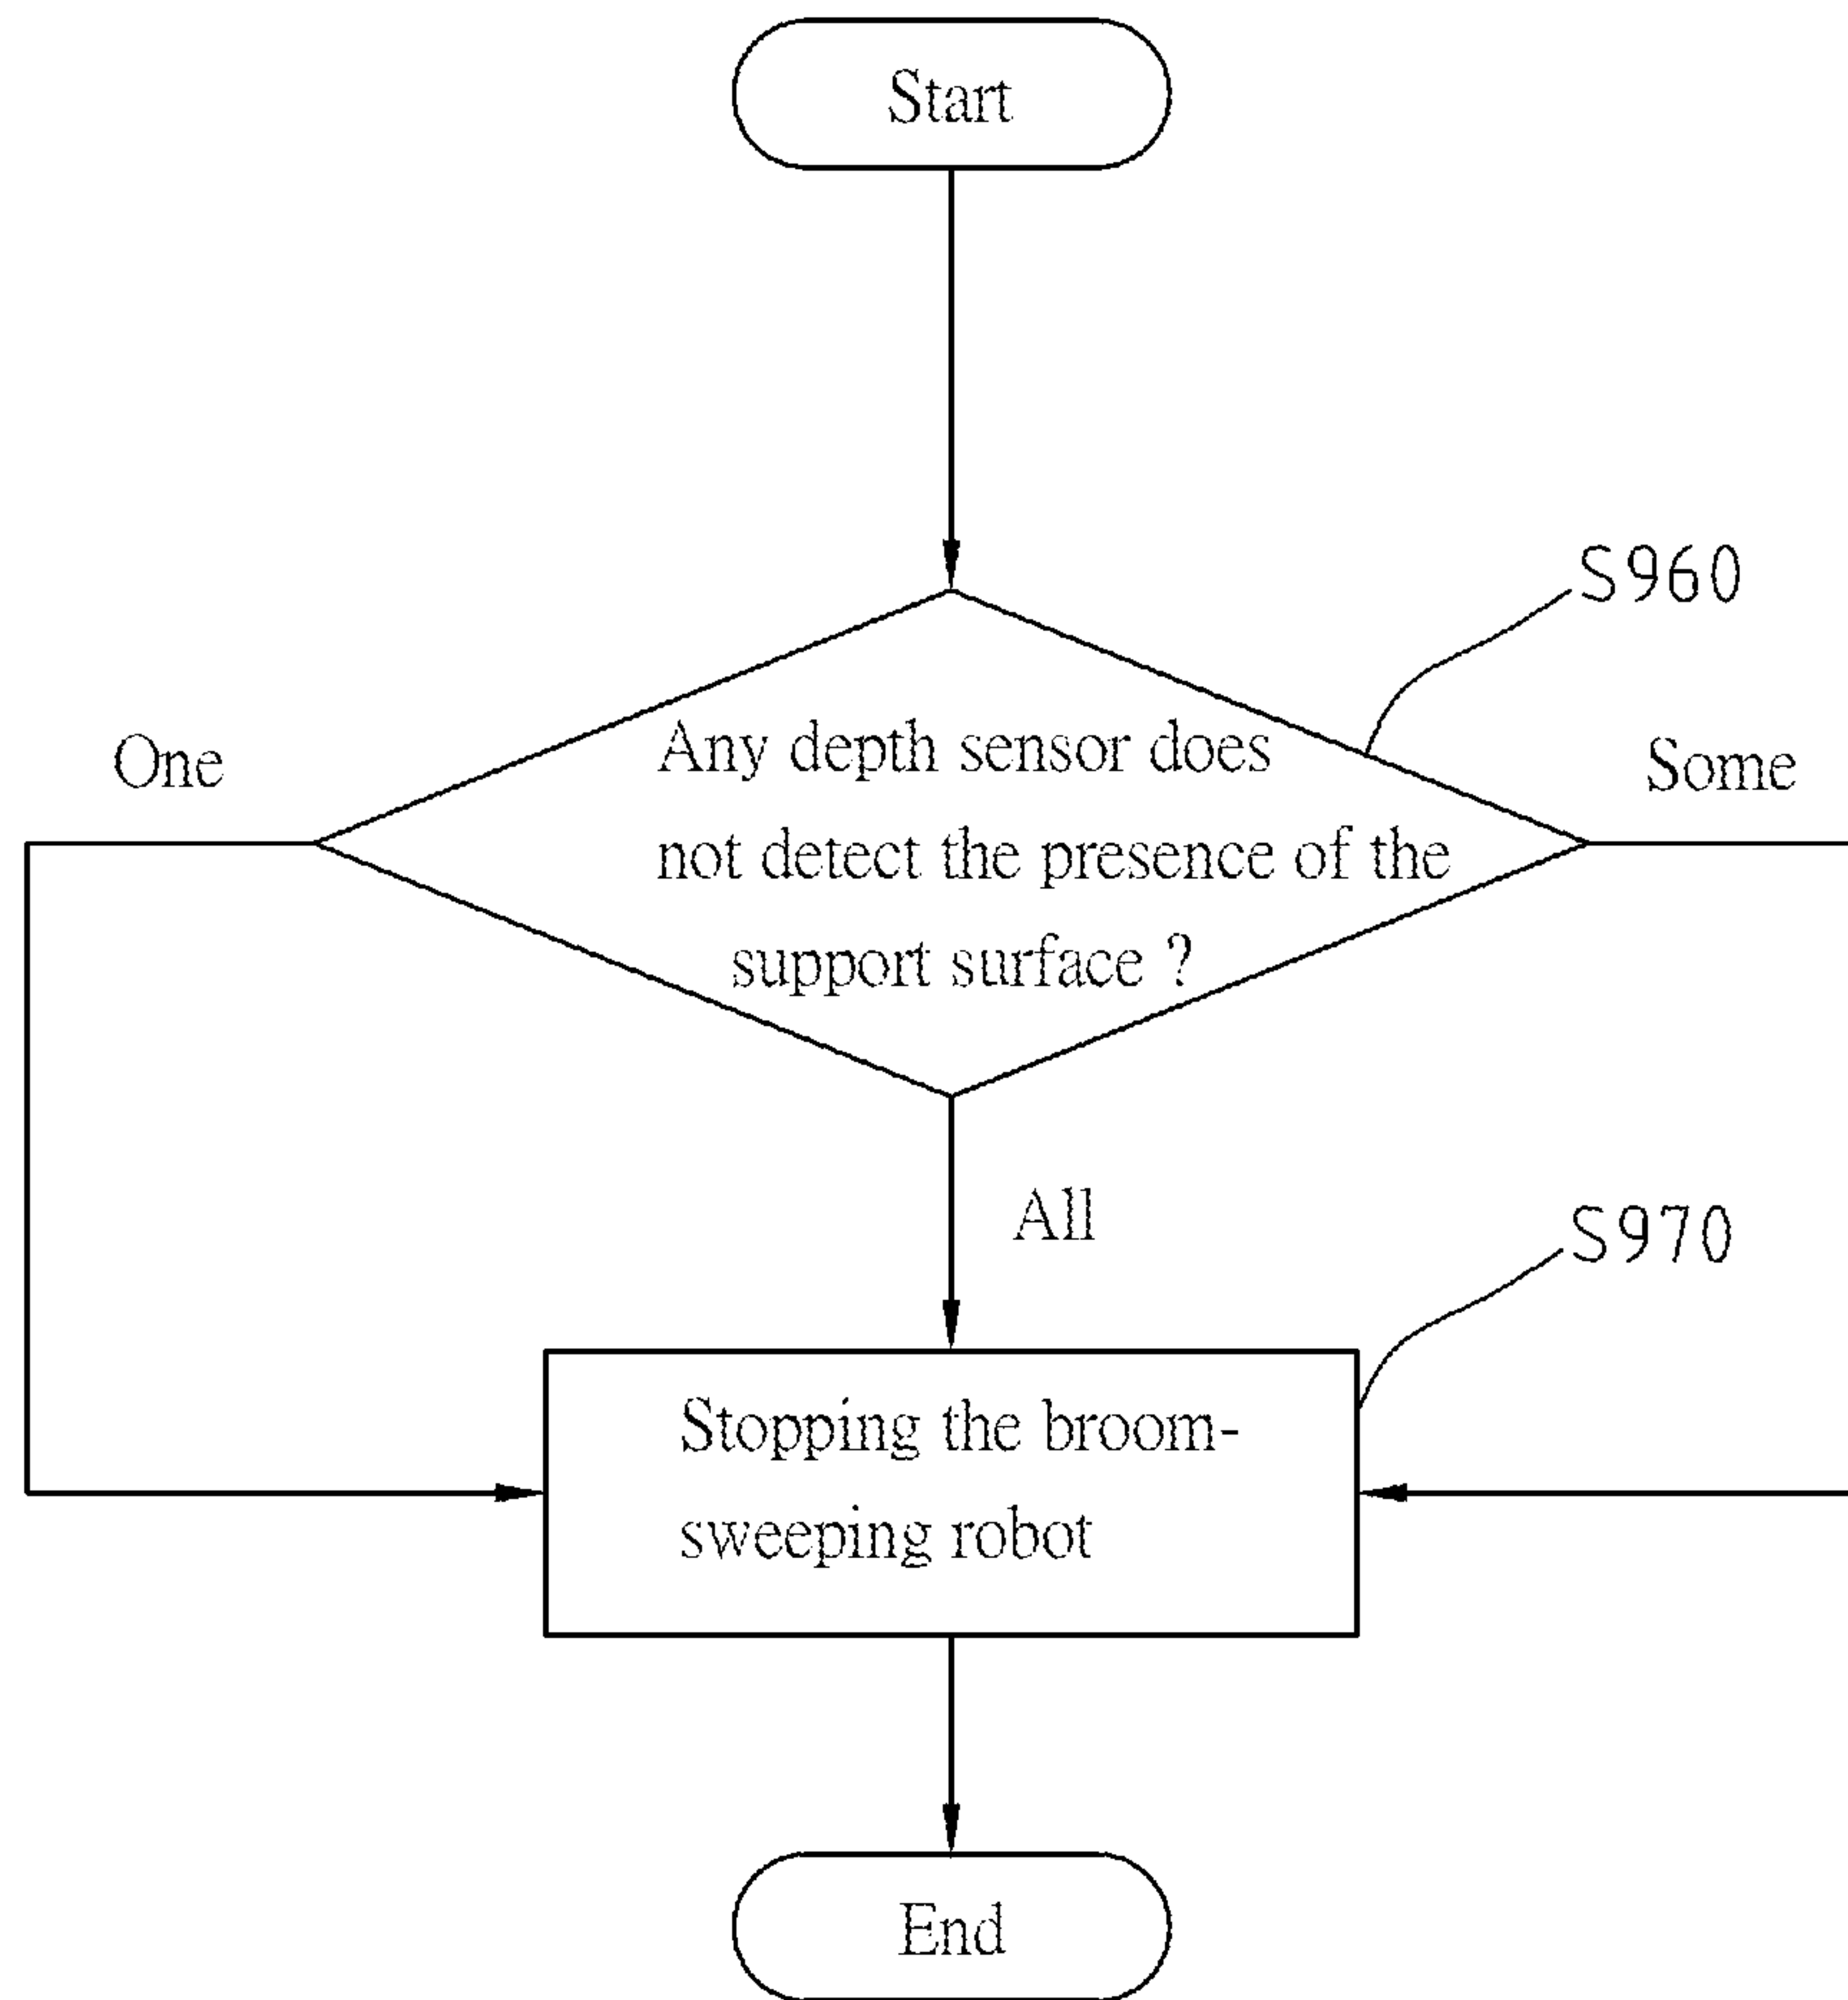 Start
S960
One
Any depth sensor does
Some
not detect the presence of the
support surface ?
All
S970
Stopping the broom-
sweeping robot
End